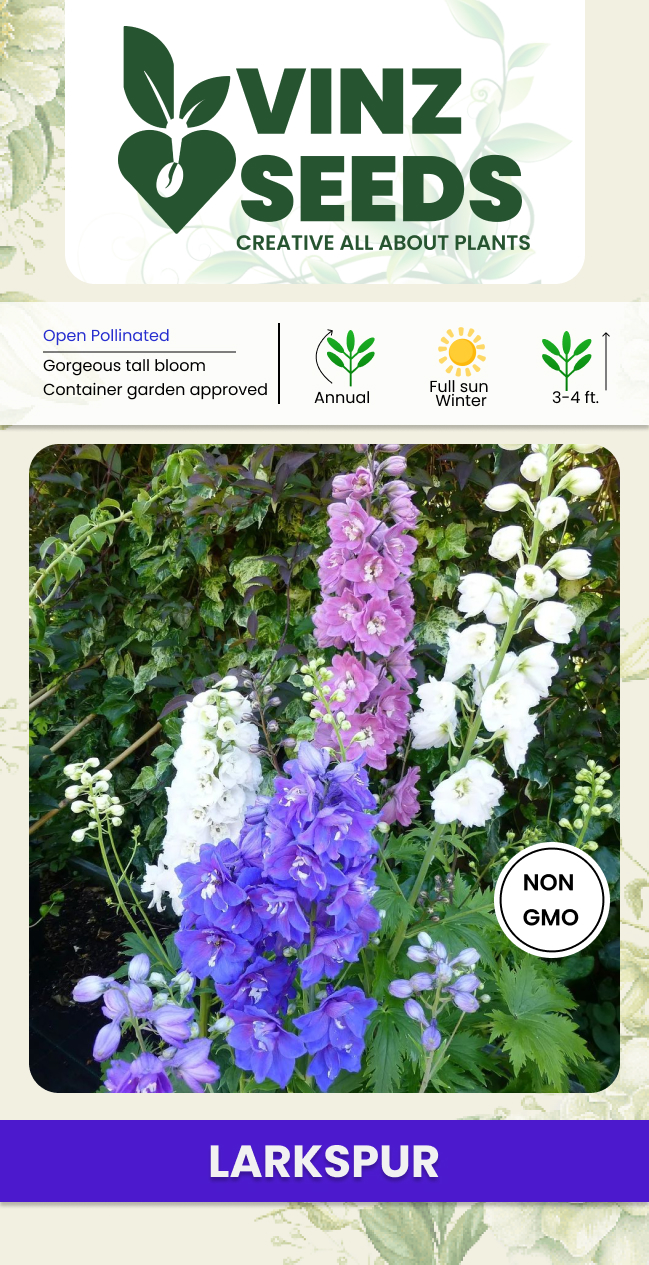 VINZ
SEEDS
CREATIVE ALL ABOUT PLANTS
Open Pollinated
Gorgeous tall bloom
Container garden approved
Annual
Full sun
Winter
3-4 ft.
NON
GMO
LARKSPUR